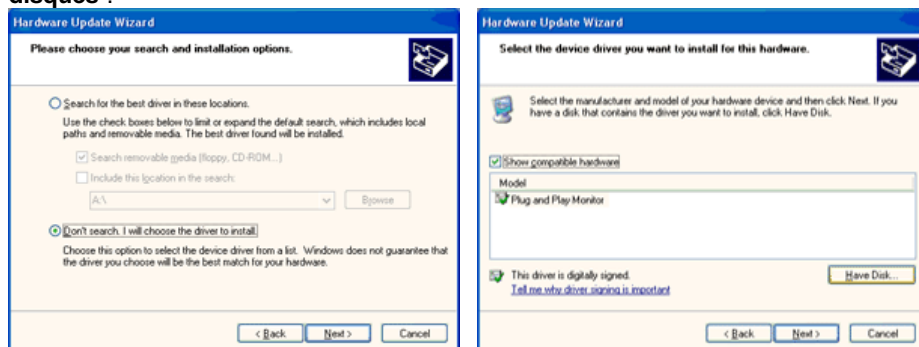 disques".
Hardware Update Wizard
Please choose your search and installation options.
Search for the best driver in these locations.
Use the check boxes below to limit or expand the default search, which includes local
paths and removable media. The best driver found will be installed.
Search removable media (floppy, CD-ROM...)
Include this location in the search:
A:\
Browse
Don't search. I will choose the driver to install.
Choose this option to select the device driver from a list. Windows does not guarantee that
the driver you choose will be the best match for your hardware.
< Back
Next >
Cancel
Hardware Update Wizard
Select the device driver you want to install for this hardware.
Select the manufacturer and model of your hardware device and then click Next. If you
have a disk that contains the driver you want to install, click Have Disk.
Show compatible hardware
Model
Plug and Play Monitor
This driver is digitally signed.
Tell me why driver signing is important
Have Disk...
< Back
Next >
Cancel